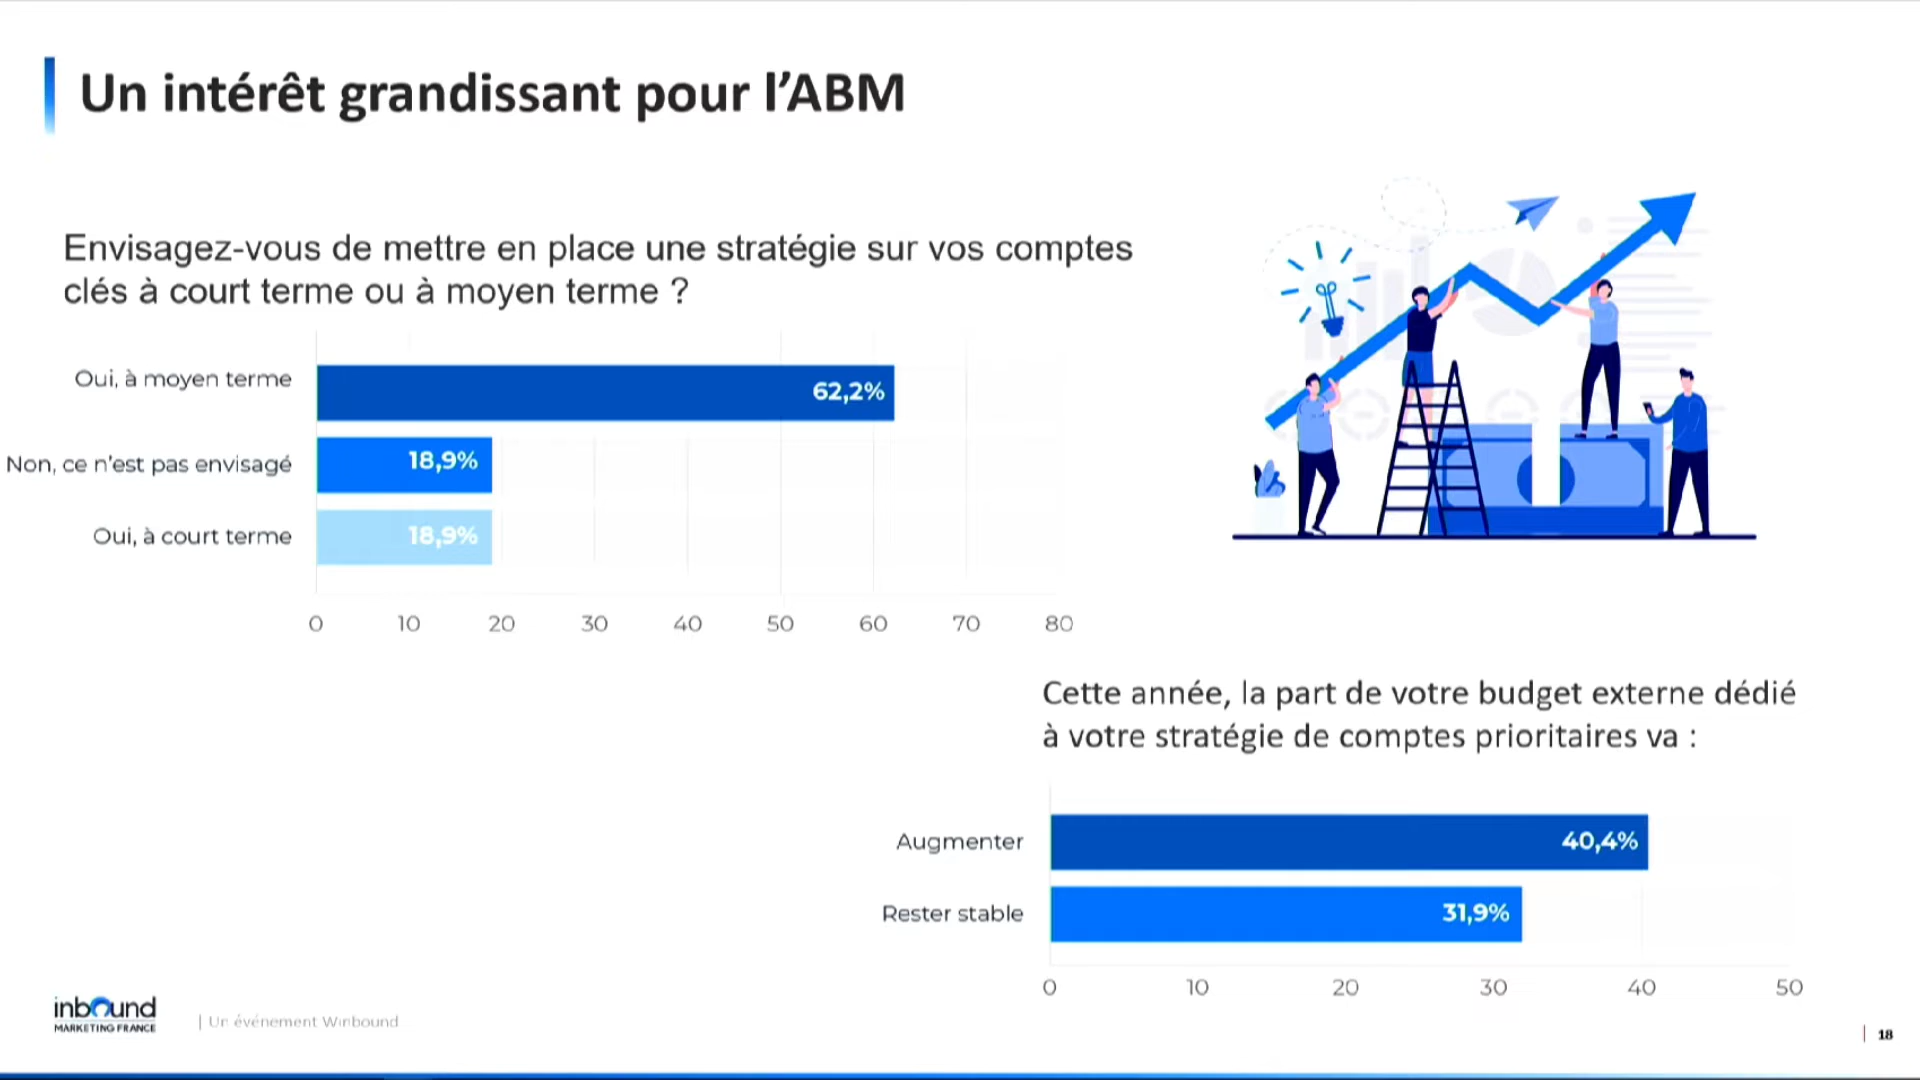 Un intérêt grandissant pour l’ABM
Envisagez-vous de mettre en place une stratégie sur vos comptes
clés à court terme ou à moyen terme ?
Oui, à moyen terme
62,2%
Non, ce n'est pas envisagé
18,9%
Oui, à court terme
18,9%
0 10 20 30 40 50 60 70 80
Cette année, la part de votre budget externe dédié
à votre stratégie de comptes prioritaires va :
Augmenter
40,4%
Rester stable
31,9%
0 10 20 30 40 50
inbound
MARKETING FRANCE
| Un événement Winbound
| 18